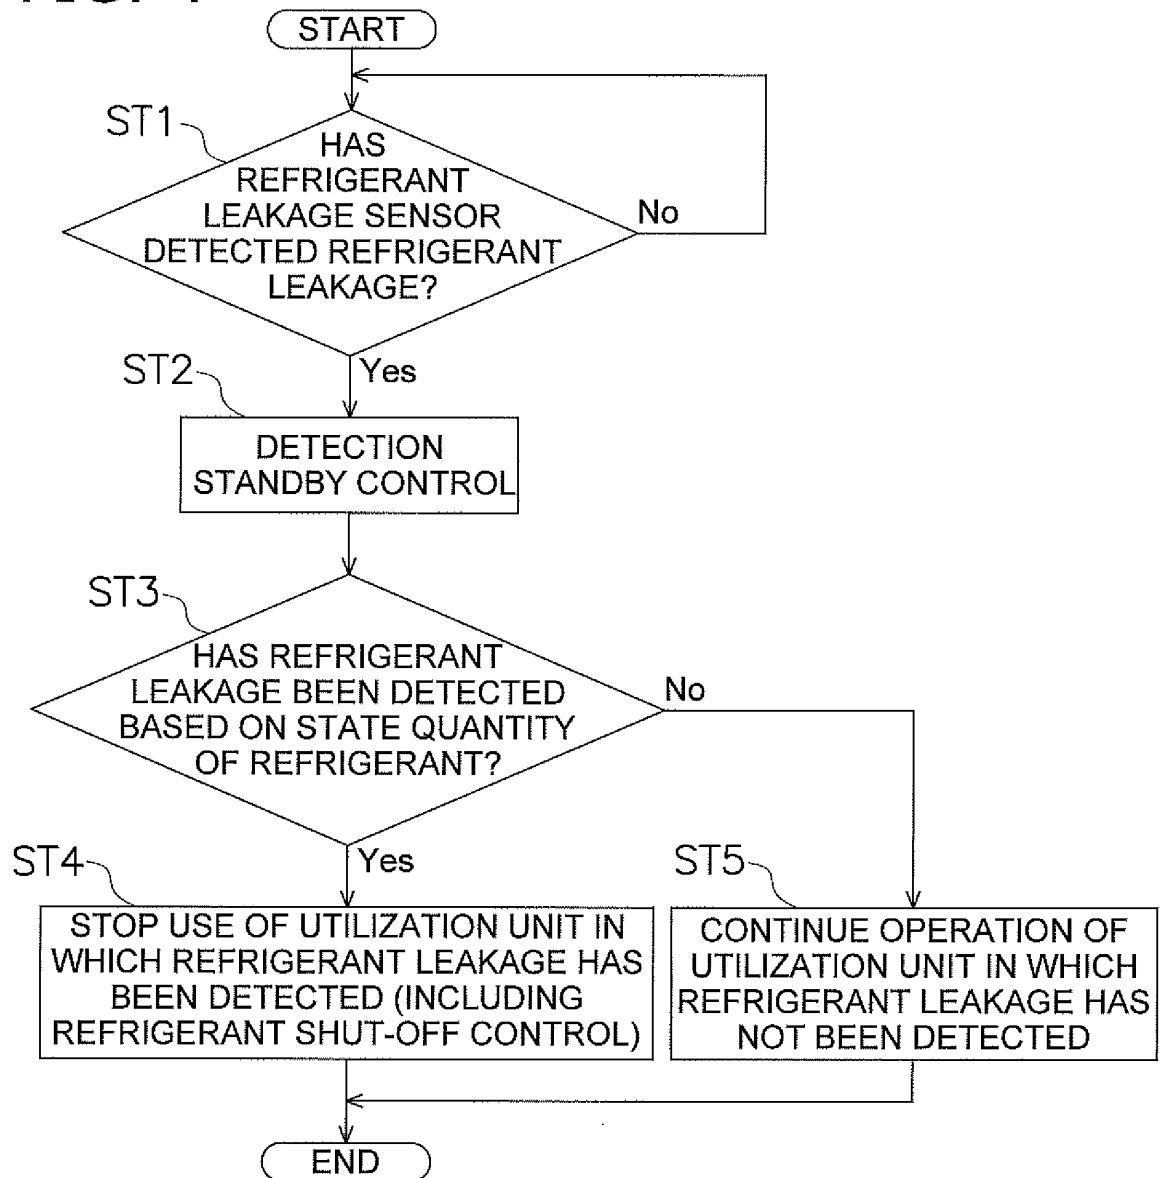 START
ST1
HAS
REFRIGERANT
LEAKAGE SENSOR
DETECTED REFRIGERANT
LEAKAGE?
No
Yes
ST2
DETECTION
STANDBY CONTROL
ST3
HAS REFRIGERANT
LEAKAGE BEEN DETECTED
BASED ON STATE QUANTITY
OF REFRIGERANT?
No
Yes
ST4
STOP USE OF UTILIZATION UNIT IN
WHICH REFRIGERANT LEAKAGE HAS
BEEN DETECTED (INCLUDING
REFRIGERANT SHUT-OFF CONTROL)
ST5
CONTINUE OPERATION OF
UTILIZATION UNIT IN WHICH
REFRIGERANT LEAKAGE HAS
NOT BEEN DETECTED
END